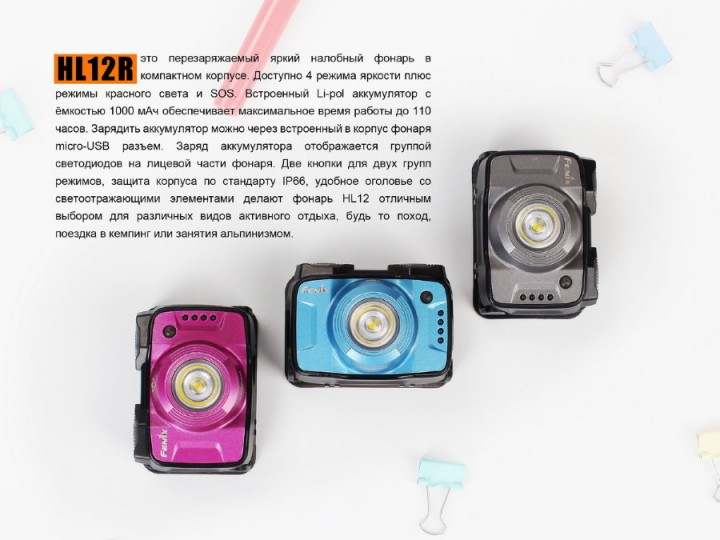 HL12R это перезаряжаемый яркий налобный фонарь в
компактном корпусе. Доступно 4 режима яркости плюс
режимы красного света и SOS. Встроенный Li-pol аккумулятор с
ёмкостью 1000 мАч обеспечивает максимальное время работы до 110
часов. Зарядить аккумулятор можно через встроенный в корпус фонаря
micro-USB разъем. Заряд аккумулятора отображается группой
светодиодов на лицевой части фонаря. Две кнопки для двух групп
режимов, защита корпуса по стандарту IP66, удобное оголовье со
светоотражающими элементами делают фонарь HL12 отличным
выбором для различных видов активного отдыха, будь то поход,
поездка в кемпинг или занятия альпинизмом.
FENIX
FENIX
FENIX